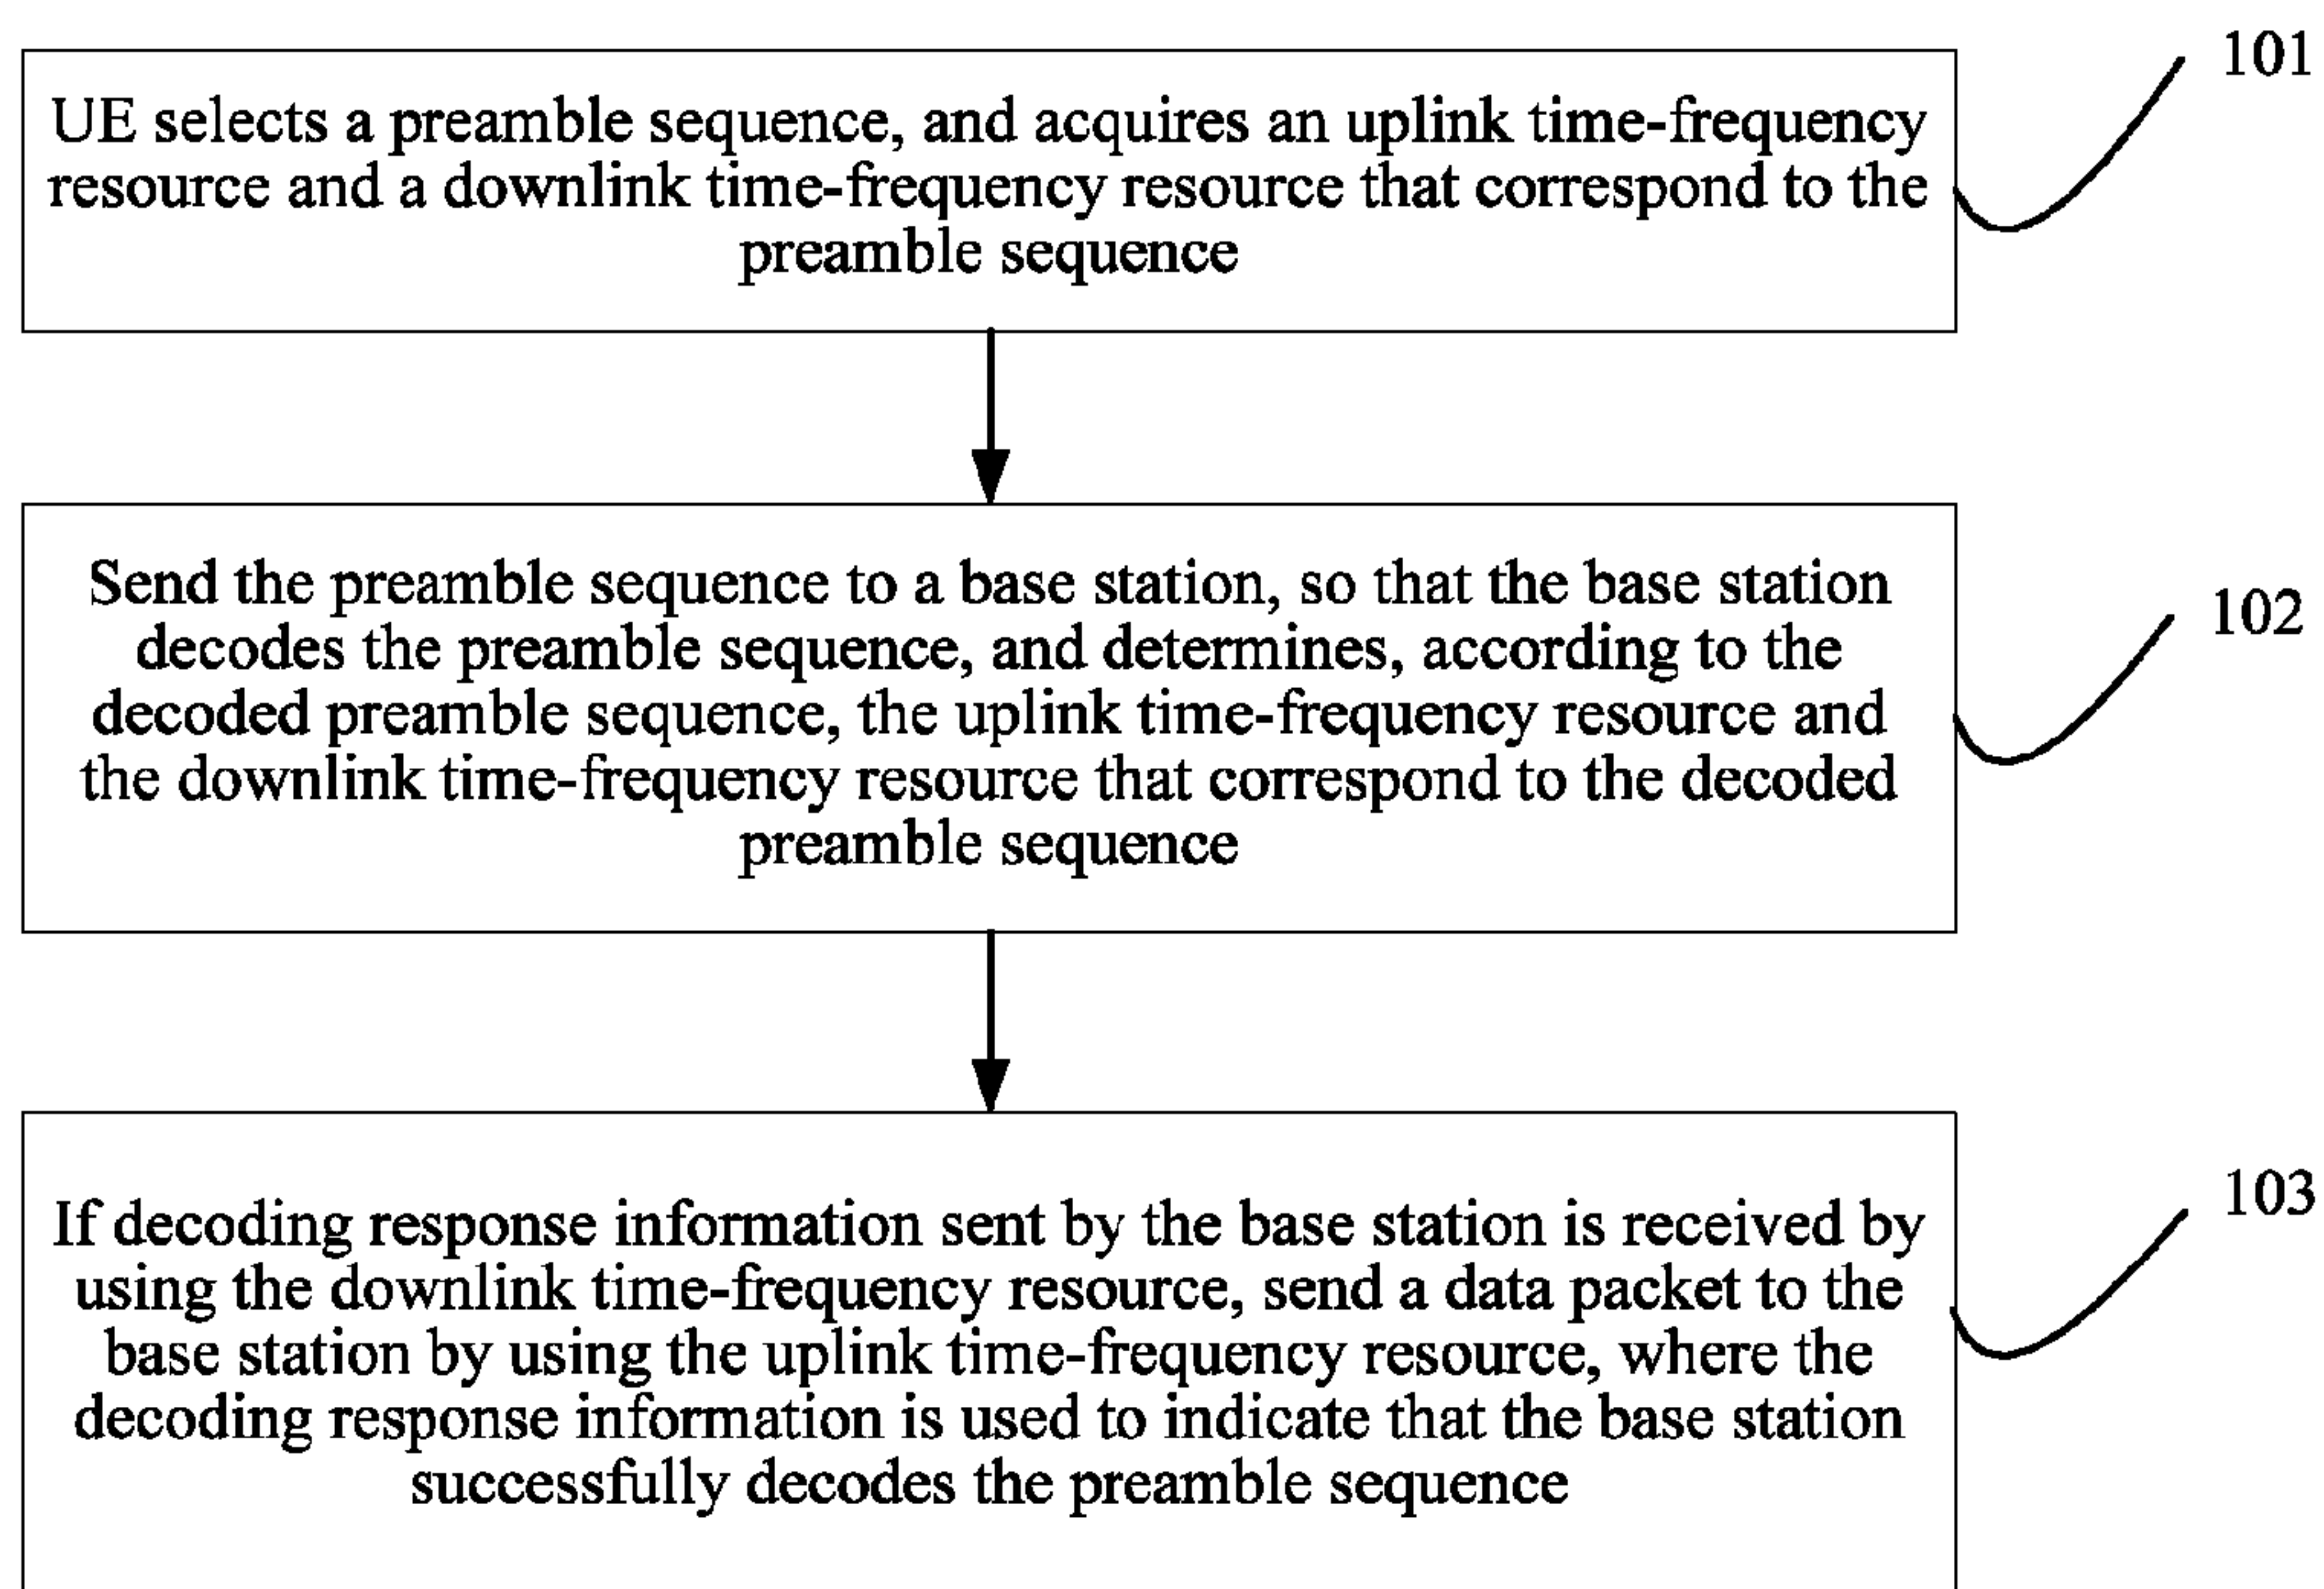 101
UE selects a preamble sequence, and acquires an uplink time-frequency
resource and a downlink time-frequency resource that correspond to the
preamble sequence
Send the preamble sequence to a base station, so that the base station
decodes the preamble sequence, and determines, according to the
decoded preamble sequence, the uplink time-frequency resource and
the downlink time-frequency resource that correspond to the decoded
preamble sequence
102
If decoding response information sent by the base station is received by
using the downlink time-frequency resource, send a data packet to the
base station by using the uplink time-frequency resource, where the
decoding response information is used to indicate that the base station
successfully decodes the preamble sequence
103